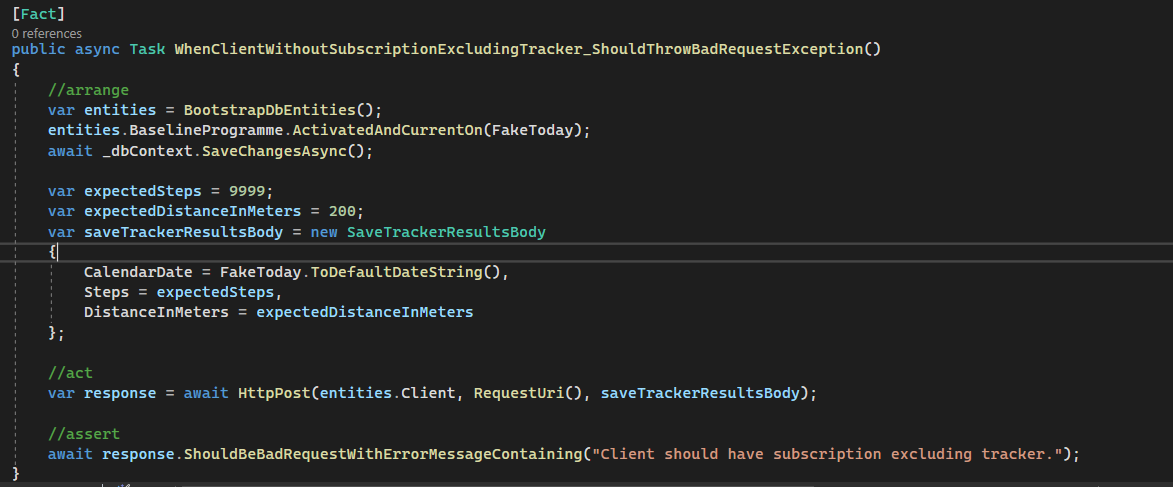 [Fact]
0 references
public async Task WhenClientWithoutSubscriptionExcludingTracker_ShouldThrowBadRequestException()
{
//arrange
var entities = BootstrapDbEntities();
entities.BaselineProgramme.ActivatedAndCurrentOn(FakeToday);
await _dbContext.SaveChangesAsync();
var expectedSteps = 9999;
var expectedDistanceInMeters = 200;
var saveTrackerResultsBody = new SaveTrackerResultsBody
{
CalendarDate = FakeToday.ToDefaultDateString(),
Steps = expectedSteps,
DistanceInMeters = expectedDistanceInMeters
};
//act
var response = await HttpPost(entities.Client, RequestUri(), saveTrackerResultsBody);
//assert
await response.ShouldBeBadRequestWithErrorMessageContaining("Client should have subscription excluding tracker.");
}